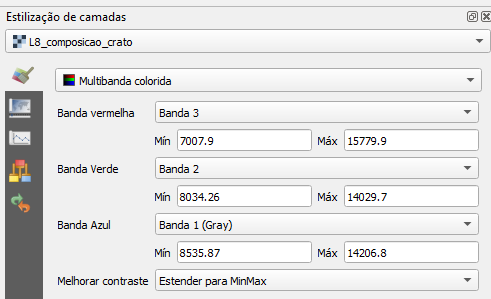 Estilização de camadas
L8_composicao_crato
Multibanda colorida
Banda vermelha Banda 3
Mín 7007.9 Máx 15779.9
Banda Verde Banda 2
Mín 8034.26 Máx 14029.7
Banda Azul Banda 1 (Gray)
Mín 8535.87 Máx 14206.8
Melhorar contraste Estender para MinMax